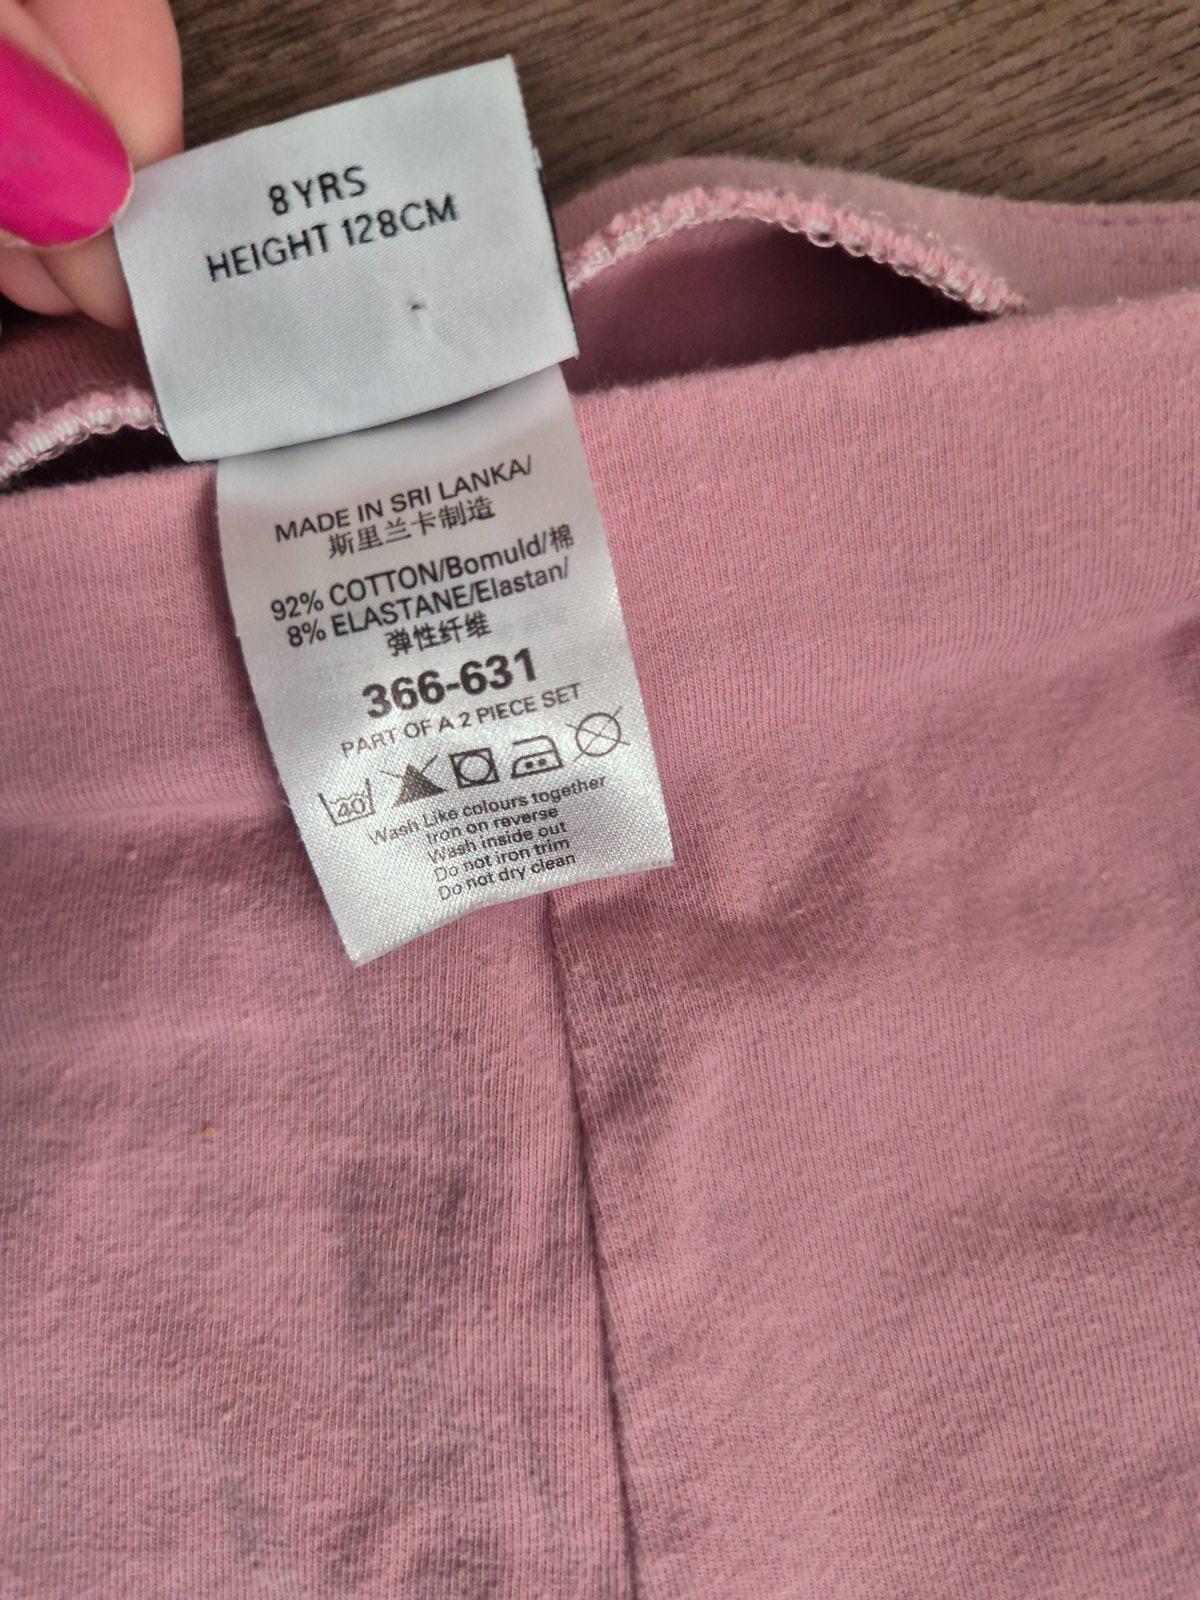 8 YRS
HEIGHT 128CM
MADE IN SRI LANKA/
斯里兰卡制造
92% COTTON/Bomuld/棉
8% ELASTANE/Elastan/
弹性纤维
366-631
PART OF A 2 PIECE SET
40
Wash Like colours together
Iron on reverse
Wash inside out
Do not iron trim
Do not dry clean